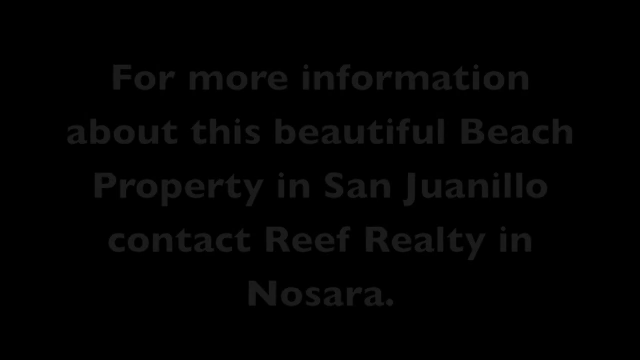 For more information
about this beautiful Beach
Property in San Juanillo
contact Reef Realty in
Nosara.